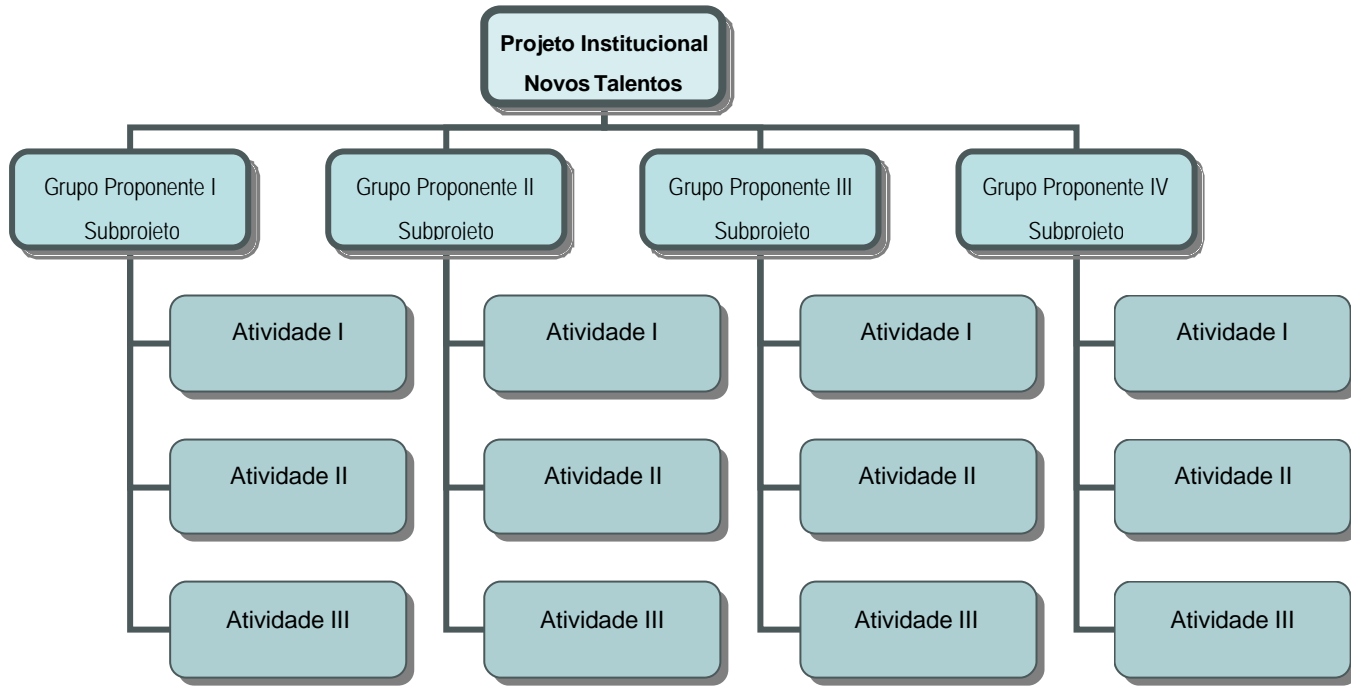 Projeto Institucional
Novos Talentos
Grupo Proponente I
Subprojeto
Grupo Proponente II
Subprojeto
Grupo Proponente III
Subprojeto
Grupo Proponente IV
Subprojeto
Atividade I
Atividade I
Atividade I
Atividade I
Atividade II
Atividade II
Atividade II
Atividade II
Atividade III
Atividade III
Atividade III
Atividade III